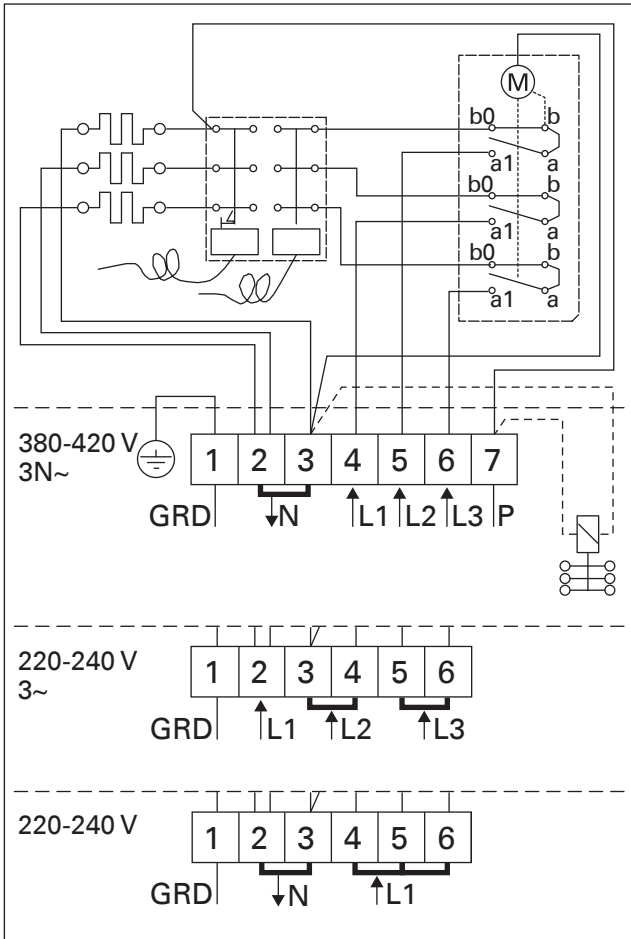 M
b0 b
a1 a
b0 b
a1 a
b0 b
a1 a
380-420 V
3N~
1 2 3 4 5 6 7
GRD N L1 L2 L3 P
220-240 V
3~
1 2 3 4 5 6
GRD L1 L2 L3
220-240 V
1 2 3 4 5 6
GRD N L1